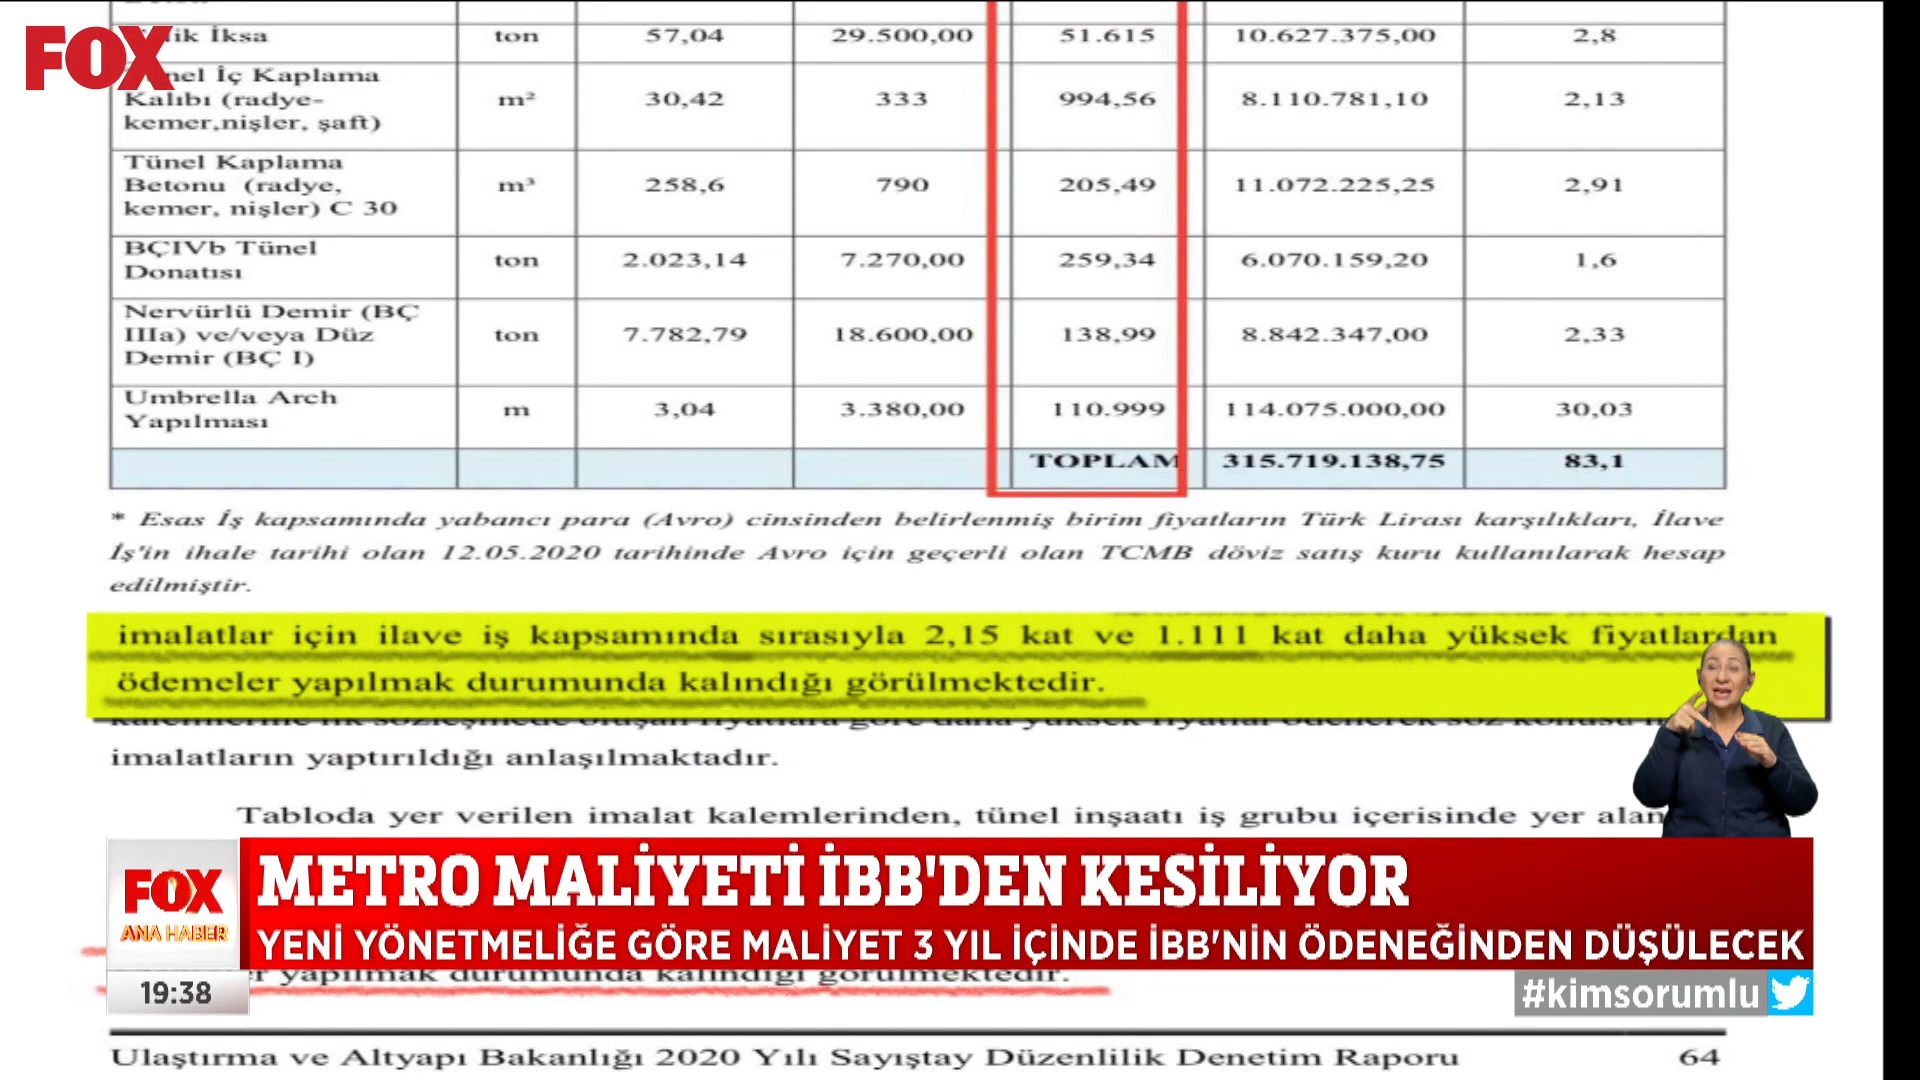 FOX
İksa ton 57,04 29.500,00 51.615 10.627.375,00 2,8
İç Kaplama
Kalıbı (radye-
kemer,nişler, şaft) m² 30,42 333 994,56 8.110.781,10 2,13
Tünel Kaplama
Betonu (radye,
kemer, nişler) C 30 m³ 258,6 790 205,49 11.072.225,25 2,91
BÇIVb Tünel
Donatısı ton 2.023,14 7.270,00 259,34 6.070.159,20 1,6
Nervürlü Demir (BÇ
IIIa) ve/veya Düz
Demir (BÇ I) ton 7.782,79 18.600,00 138,99 8.842.347,00 2,33
Umbrella Arch
Yapılması m 3,04 3.380,00 110.999 114.075.000,00 30,03
TOPLAM 315.719.138,75 83,1
* Esas İş kapsamında yabancı para (Avro) cinsinden belirlenmiş birim fiyatların Türk Lirası karşılıkları, İlave
İş'in ihale tarihi olan 12.05.2020 tarihinde Avro için geçerli olan TCMB döviz satış kuru kullanılarak hesap
edilmiştir.
imalatlar için ilave iş kapsamında sırasıyla 2,15 kat ve 1.111 kat daha yüksek fiyatlardan
ödemeler yapılmak durumunda kalındığı görülmektedir.
imalatların yaptırıldığı anlaşılmaktadır.
Tabloda yer verilen imalat kalemlerinden, tünel inşaatı iş grubu içerisinde yer alan
METRO MALİYETİ İBB'DEN KESİLİYOR
FOX
ANA HABER
YENİ YÖNETMELİĞE GÖRE MALİYET 3 YIL İÇİNDE İBB'NİN ÖDENEĞİNDEN DÜŞÜLECEK
yapılmak durumunda kalındığı görülmektedir.
19:38
#kimsorumlu
Ulaştırma ve Altyapı Bakanlığı 2020 Yılı Sayıştay Düzenlilik Denetim Raporu 64